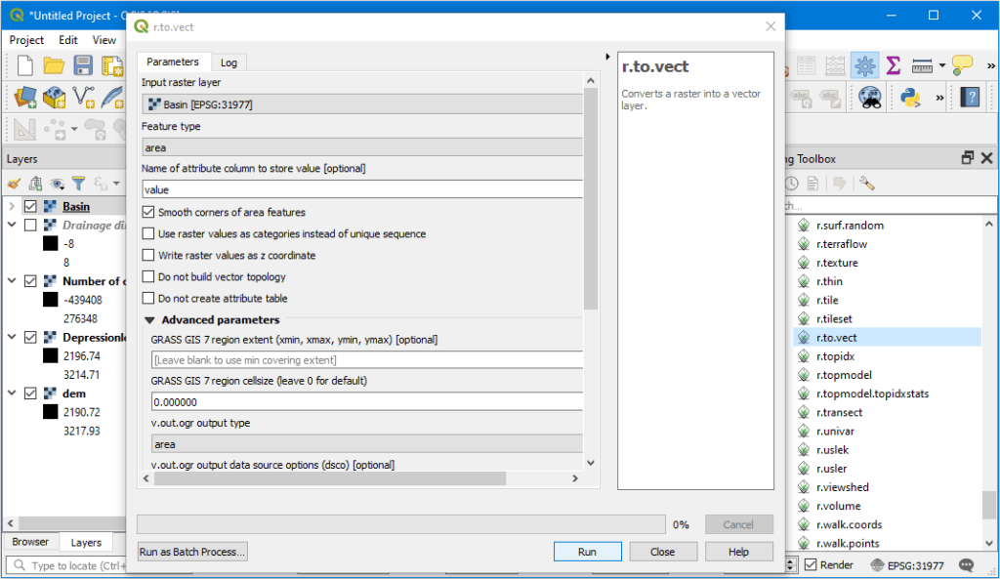 *Untitled Project - Q
r.to.vect
Project Edit View
Parameters Log
Input raster layer
Basin [EPSG:31977]
Feature type
area
Name of attribute column to store value [optional]
value
Smooth corners of area features
Use raster values as categories instead of unique sequence
Write raster values as z coordinate
Do not build vector topology
Do not create attribute table
Advanced parameters
GRASS GIS 7 region extent (xmin, xmax, ymin, ymax) [optional]
[Leave blank to use min covering extent]
GRASS GIS 7 region cellsize (leave 0 for default)
0.000000
v.out.ogr output type
area
v.out.ogr output data source options (dsco) [optional]
r.to.vect
Converts a raster into a vector
layer.
0%
Cancel
Run as Batch Process...
Run
Close
Help
Layers
Basin
Drainage di
-8
8
Number of c
-439408
276348
Depressionl
2196.74
3214.71
dem
2190.72
3217.93
Browser Layers
Type to locate (Ctrl+
ng Toolbox
ch...
r.surf.random
r.terraflow
r.texture
r.thin
r.tile
r.tileset
r.to.vect
r.topidx
r.topmodel
r.topmodel.topidxstats
r.transect
r.univar
r.uslek
r.usler
r.viewshed
r.volume
r.walk.coords
r.walk.points
Render EPSG:31977